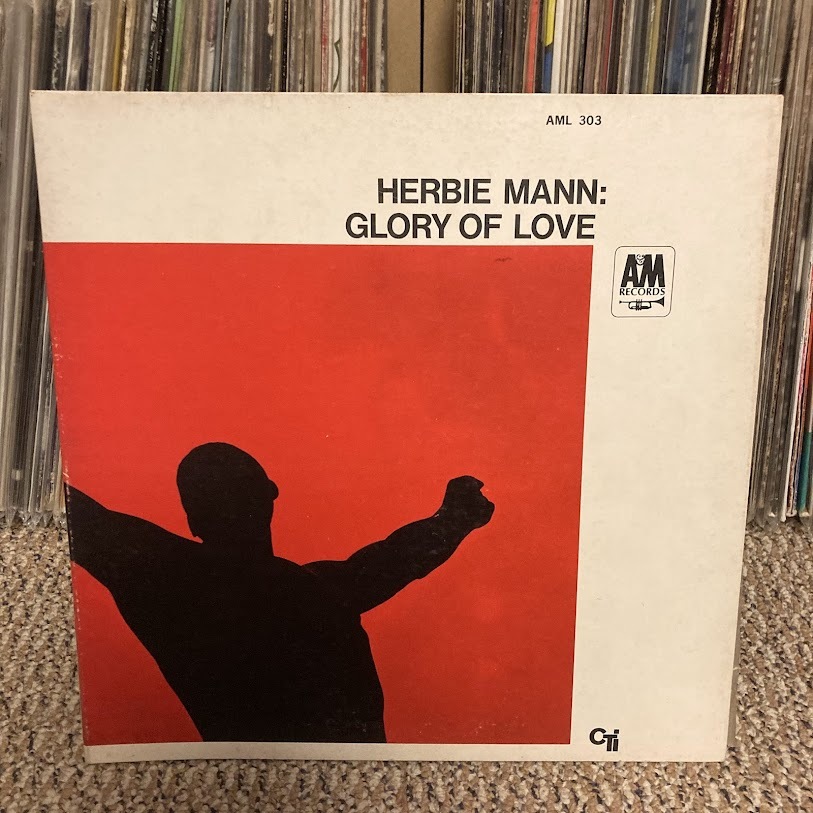 AML 303
HERBIE MANN:
GLORY OF LOVE
A&M
RECORDS
CTi